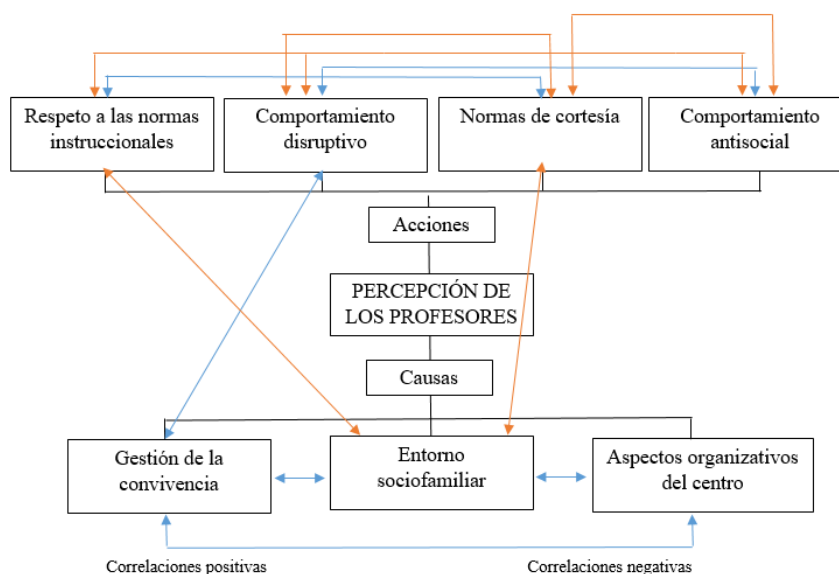 Respeto a las normas
instruccionales
Comportamiento
disruptivo
Normas de cortesía
Comportamiento
antisocial
Acciones
PERCEPCIÓN DE
LOS PROFESORES
Causas
Gestión de la
convivencia
Entorno
sociofamiliar
Aspectos organizativos
del centro
Correlaciones positivas
Correlaciones negativas